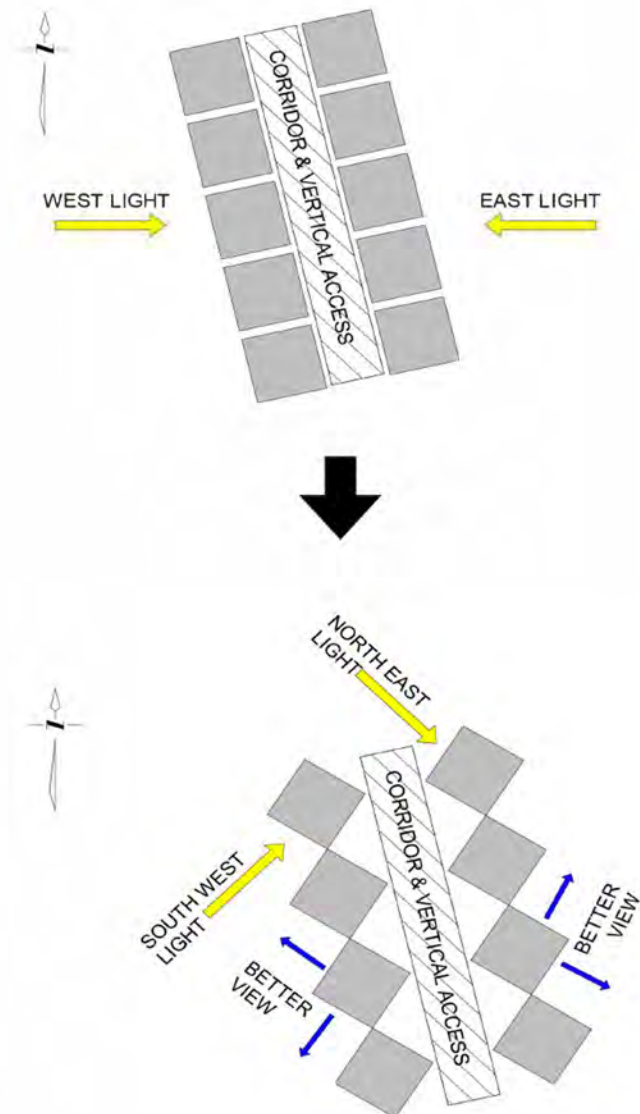 CORRIDOR & VERTICAL ACCESS
WEST LIGHT
EAST LIGHT
NORTH EAST
LIGHT
CORRIDOR & VERTICAL ACCESS
SOUTH WEST
LIGHT
BETTER
VIEW
BETTER
VIEW